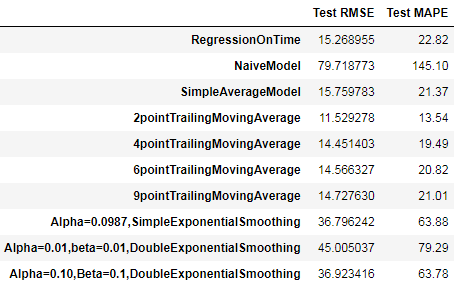 Test RMSE Test MAPE
RegressionOnTime 15.268955 22.82
NaiveModel 79.718773 145.10
SimpleAverageModel 15.759783 21.37
2pointTrailingMovingAverage 11.529278 13.54
4pointTrailingMovingAverage 14.451403 19.49
6pointTrailingMovingAverage 14.566327 20.82
9pointTrailingMovingAverage 14.727630 21.01
Alpha=0.0987,SimpleExponentialSmoothing 36.796242 63.88
Alpha=0.01,beta=0.01,DoubleExponentialSmoothing 45.005037 79.29
Alpha=0.10,Beta=0.1,DoubleExponentialSmoothing 36.923416 63.78